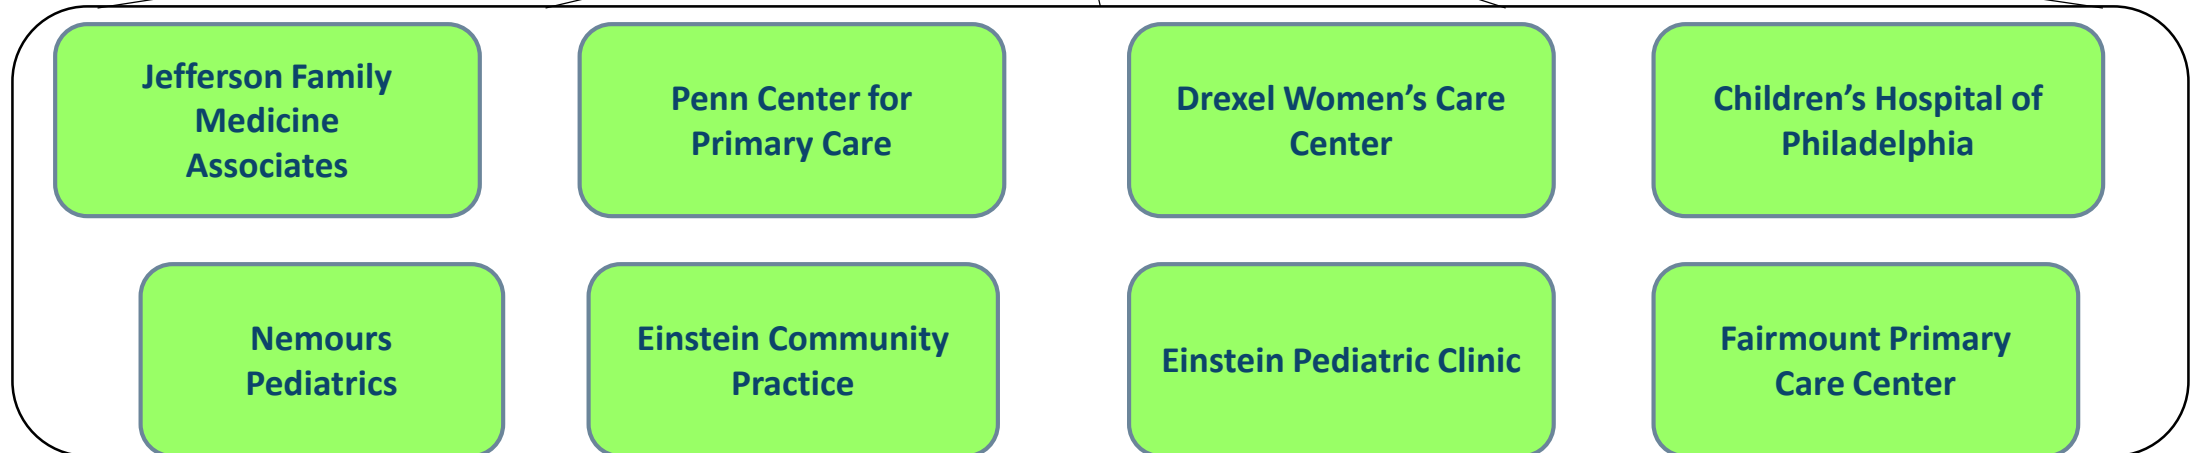 Jefferson Family
Medicine
Associates
Penn Center for
Primary Care
Drexel Women’s Care
Center
Children’s Hospital of
Philadelphia
Nemours
Pediatrics
Einstein Community
Practice
Einstein Pediatric Clinic
Fairmount Primary
Care Center